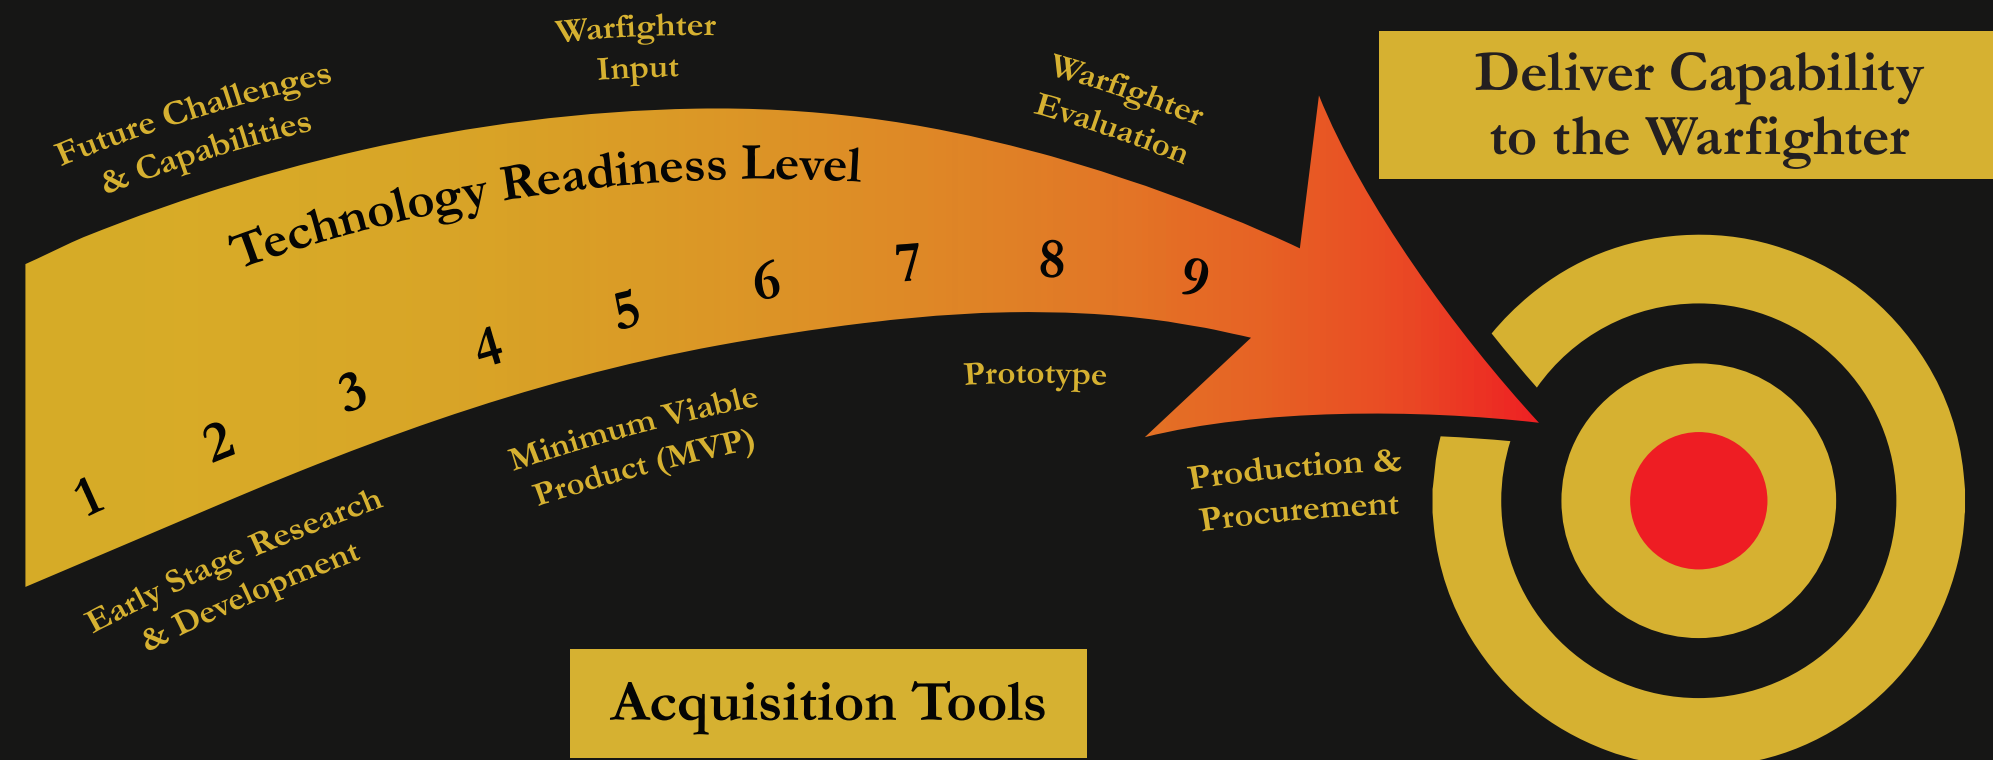 Future Challenges
& Capabilities
Warfighter
Input
Warfighter
Evaluation
Deliver Capability
to the Warfighter
Technology Readiness Level
1 2 3 4 5 6 7 8 9
Early Stage Research
& Development
Minimum Viable
Product (MVP)
Prototype
Production &
Procurement
Acquisition Tools